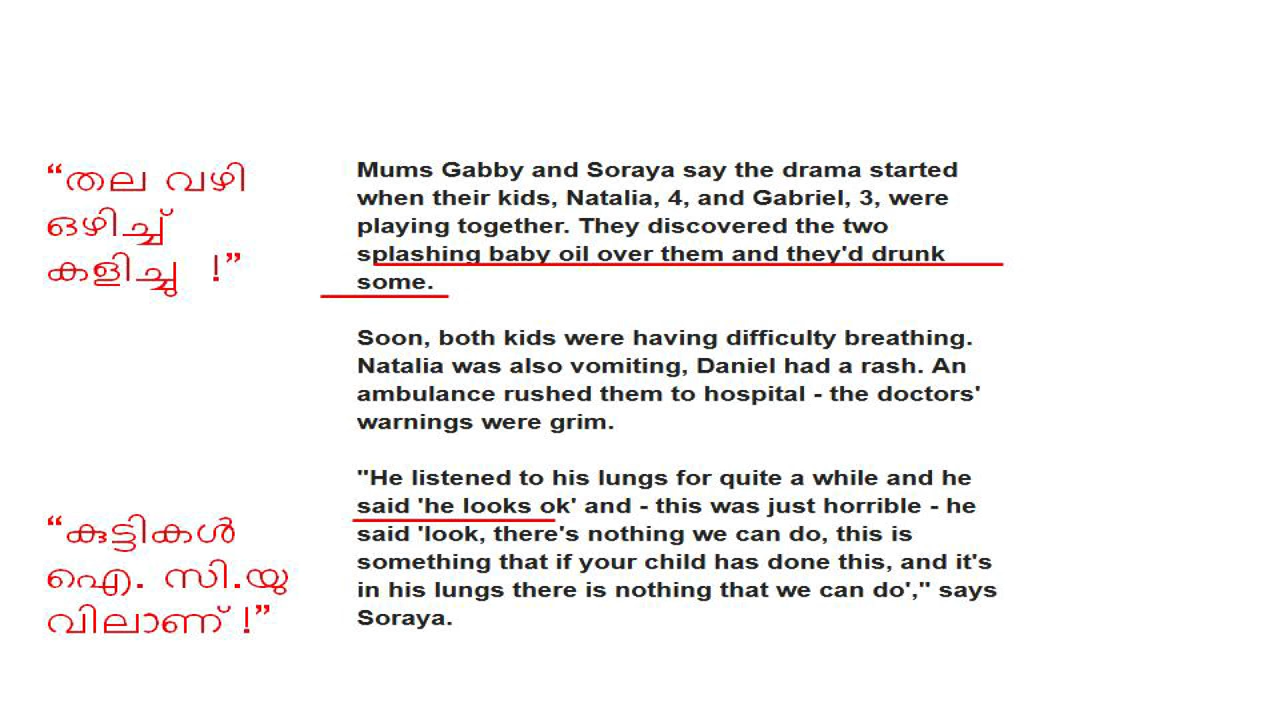 “തല വഴി
ഒഴിച്ച്
കളിച്ചു !”
Mums Gabby and Soraya say the drama started
when their kids, Natalia, 4, and Gabriel, 3, were
playing together. They discovered the two
splashing baby oil over them and they'd drunk
some.
Soon, both kids were having difficulty breathing.
Natalia was also vomiting, Daniel had a rash. An
ambulance rushed them to hospital - the doctors'
warnings were grim.
"He listened to his lungs for quite a while and he
said 'he looks ok' and - this was just horrible - he
said 'look, there's nothing we can do, this is
something that if your child has done this, and it's
in his lungs there is nothing that we can do'," says
Soraya.
“കുട്ടികൾ
ഐ. സി.യു
വിലാണ് !”